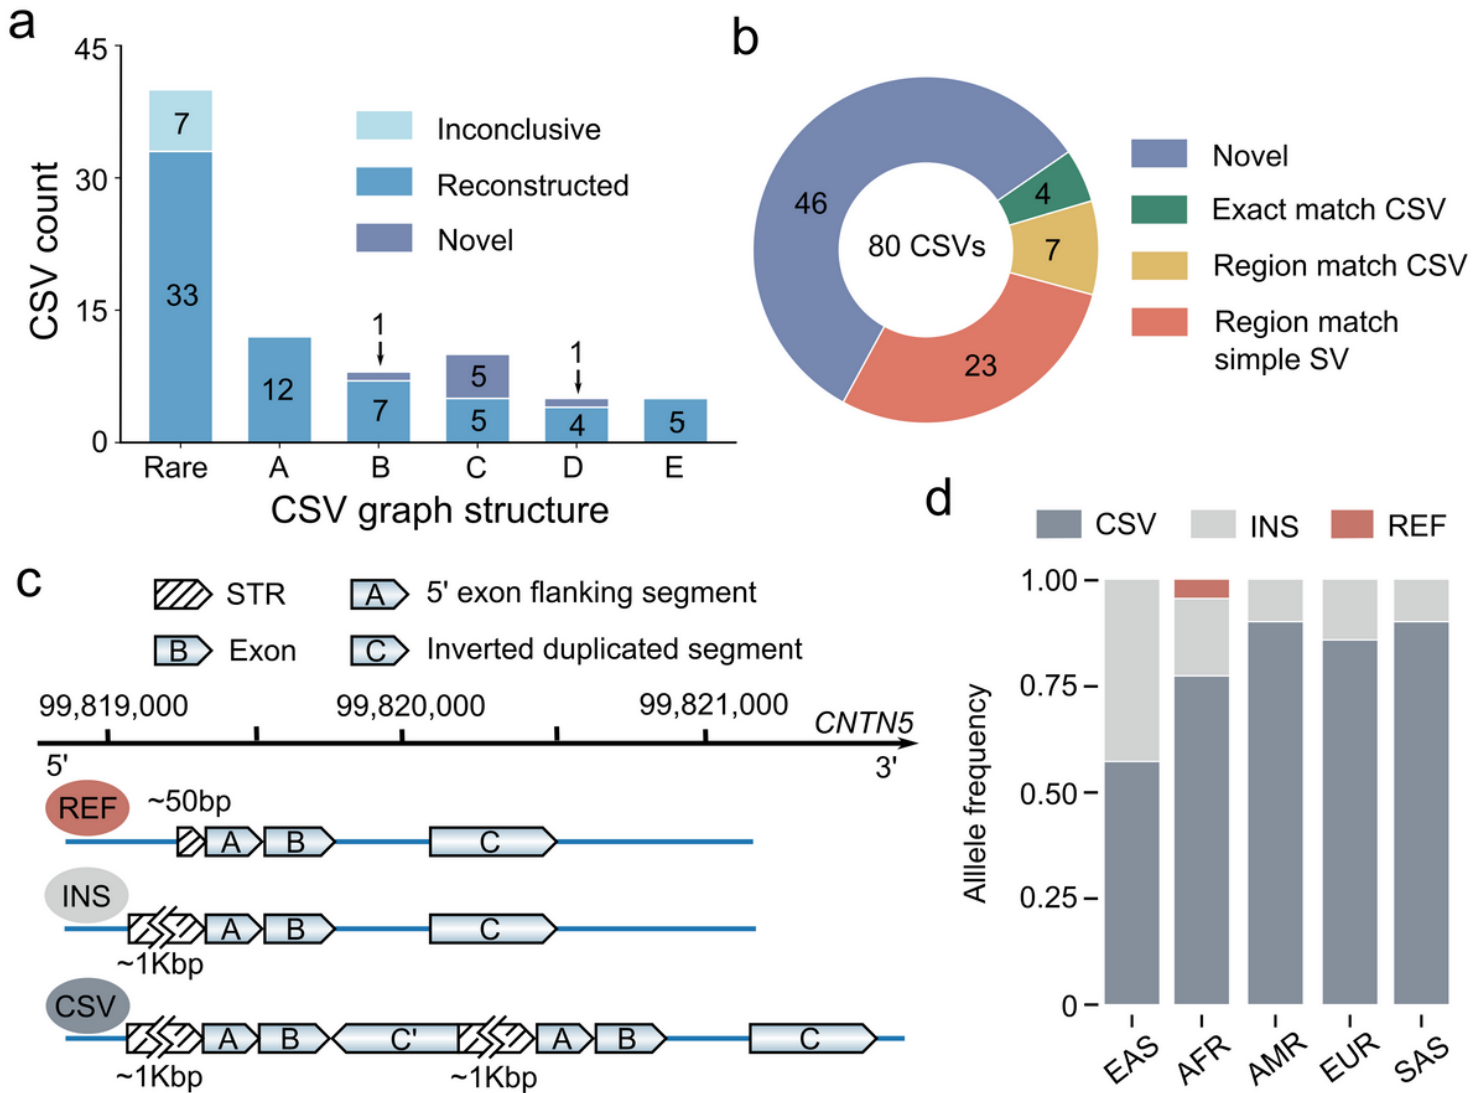 a
45
30
15
0
CSV count
7
33
12
1
7
5
5
1
4
5
Inconclusive
Reconstructed
Novel
Rare A B C D E
CSV graph structure
b
46
4
7
23
80 CSVs
Novel
Exact match CSV
Region match CSV
Region match
simple SV
c
STR
A 5' exon flanking segment
B Exon
C Inverted duplicated segment
99,819,000 99,820,000 99,821,000 CNTN5
5' 3'
REF ~50bp
A B C
INS
A B C
~1Kbp
CSV
A B C' A B C
~1Kbp ~1Kbp
d
CSV INS REF
1.00
0.75
0.50
0.25
0
Allele frequency
EAS AFR AMR EUR SAS